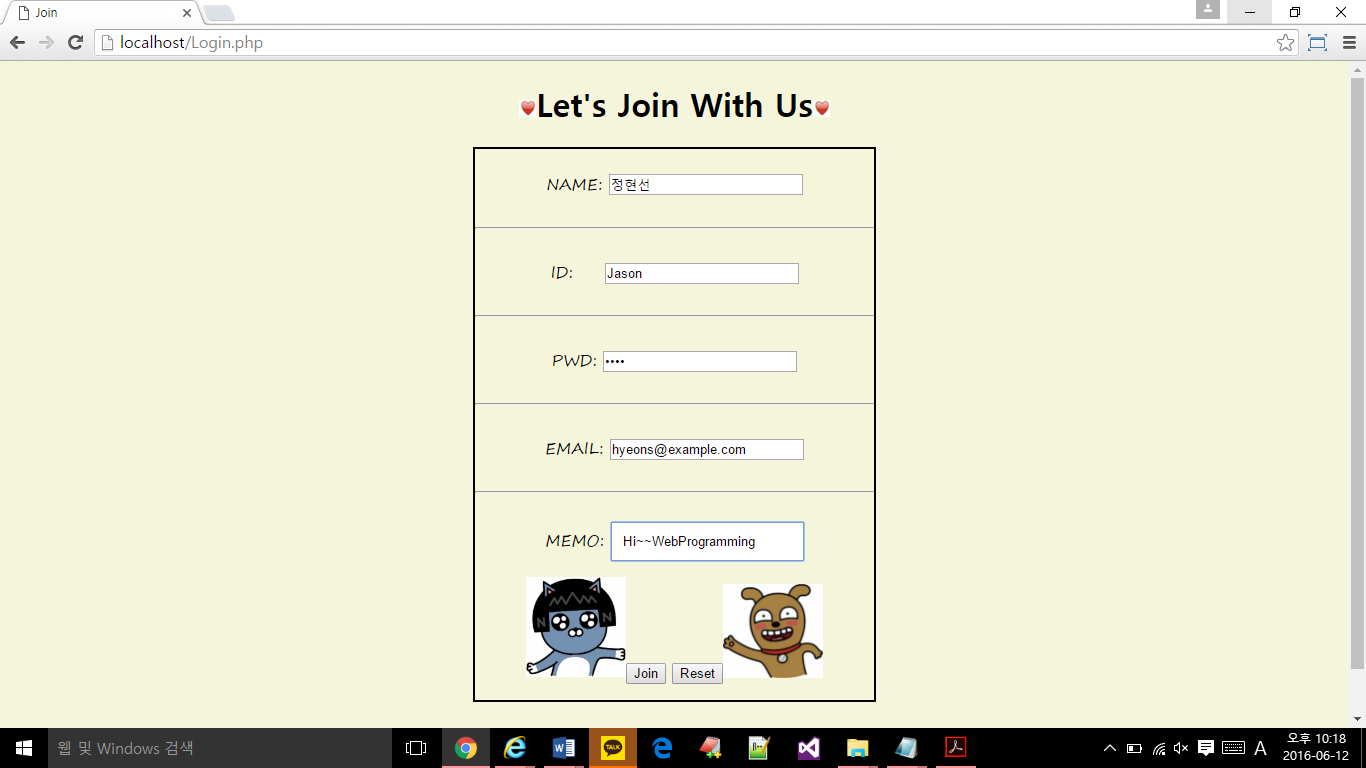 Join
localhost/Login.php
Let's Join With Us
NAME: 정현선
ID: Jason
PWD: ••••
EMAIL: hyeons@example.com
MEMO: Hi~~WebProgramming
Join Reset
웹 및 Windows 검색
TALK
A
오후 10:18
2016-06-12